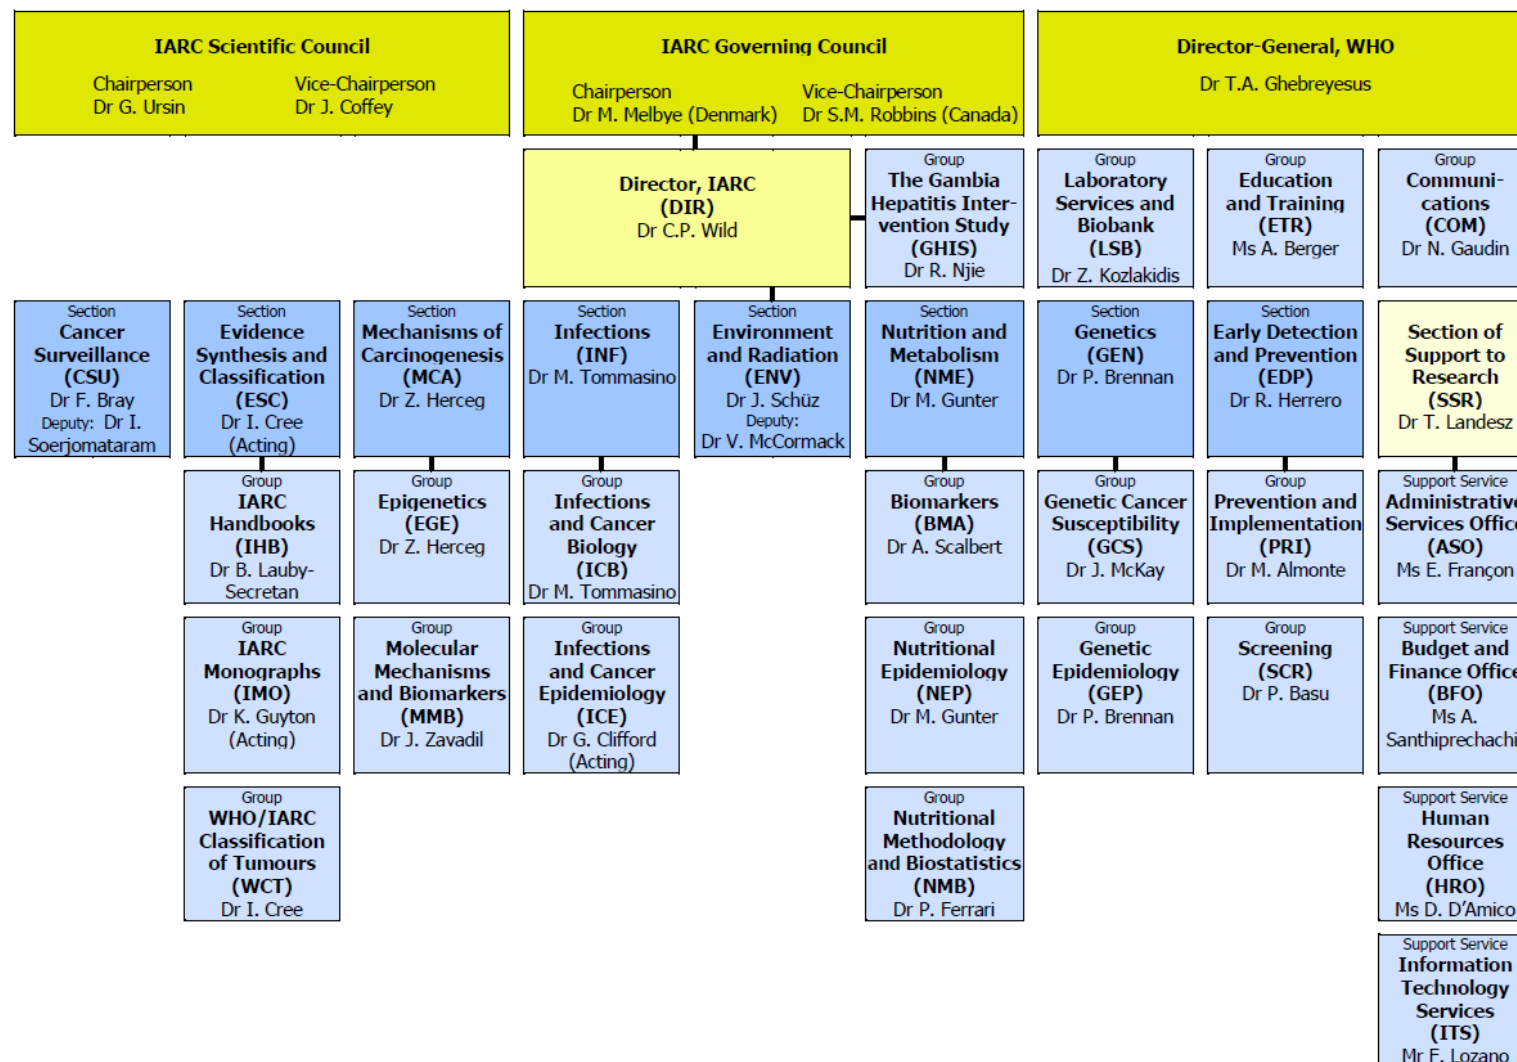 IARC Scientific Council
Chairperson
Dr G. Ursin
Vice-Chairperson
Dr J. Coffey
IARC Governing Council
Chairperson
Dr M. Melbye (Denmark)
Vice-Chairperson
Dr S.M. Robbins (Canada)
Director-General, WHO
Dr T.A. Ghebreyesus
Director, IARC
(DIR)
Dr C.P. Wild
Group
The Gambia
Hepatitis Inter-
vention Study
(GHIS)
Dr R. Njie
Group
Laboratory
Services and
Biobank
(LSB)
Dr Z. Kozlakidis
Group
Education
and Training
(ETR)
Ms A. Berger
Group
Communi-
cations
(COM)
Dr N. Gaudin
Section
Cancer
Surveillance
(CSU)
Dr F. Bray
Deputy: Dr I.
Soerjomataram
Section
Evidence
Synthesis and
Classification
(ESC)
Dr I. Cree
(Acting)
Section
Mechanisms of
Carcinogenesis
(MCA)
Dr Z. Herceg
Section
Infections
(INF)
Dr M. Tommasino
Section
Environment
and Radiation
(ENV)
Dr J. Schüz
Deputy:
Dr V. McCormack
Section
Nutrition and
Metabolism
(NME)
Dr M. Gunter
Section
Genetics
(GEN)
Dr P. Brennan
Section
Early Detection
and Prevention
(EDP)
Dr R. Herrero
Section of
Support to
Research
(SSR)
Dr T. Landesz
Group
IARC
Handbooks
(IHB)
Dr B. Lauby-
Secretan
Group
Epigenetics
(EGE)
Dr Z. Herceg
Group
Infections
and Cancer
Biology
(ICB)
Dr M. Tommasino
Group
Biomarkers
(BMA)
Dr A. Scalbert
Group
Genetic Cancer
Susceptibility
(GCS)
Dr J. McKay
Group
Prevention and
Implementation
(PRI)
Dr M. Almonte
Support Service
Administrative
Services Office
(ASO)
Ms E. Françon
Group
IARC
Monographs
(IMO)
Dr K. Guyton
(Acting)
Group
Molecular
Mechanisms
and Biomarkers
(MMB)
Dr J. Zavadil
Group
Infections
and Cancer
Epidemiology
(ICE)
Dr G. Clifford
(Acting)
Group
Nutritional
Epidemiology
(NEP)
Dr M. Gunter
Group
Genetic
Epidemiology
(GEP)
Dr P. Brennan
Group
Screening
(SCR)
Dr P. Basu
Support Service
Budget and
Finance Office
(BFO)
Ms A.
Group
WHO/IARC
Classification
of Tumours
(WCT)
Dr I. Cree
Group
Nutritional
Methodology
and Biostatistics
(NMB)
Dr P. Ferrari
Support Service
Human
Resources
Office
(HRO)
Ms D. D'Amico
Support Service
Information
Technology
Services
(ITS)
Mr F. Lozano